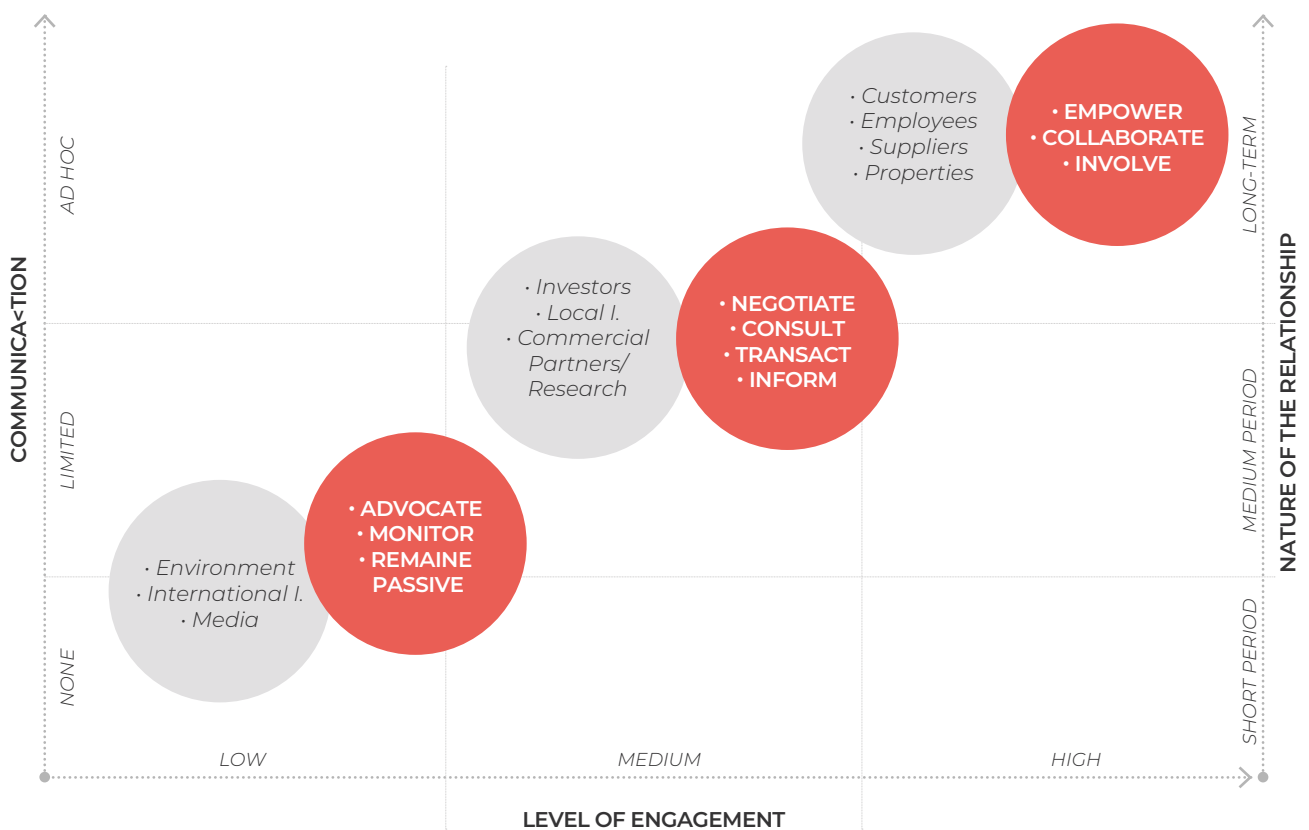 COMMUNICA<TION
AD HOC
LIMITED
NONE
· Customers
· Employees
· Suppliers
· Properties
• EMPOWER
• COLLABORATE
• INVOLVE
· Investors
· Local I.
· Commercial
Partners/
Research
• NEGOTIATE
• CONSULT
• TRANSACT
• INFORM
· Environment
· International I.
· Media
• ADVOCATE
• MONITOR
• REMAINE
PASSIVE
LONG-TERM
MEDIUM PERIOD
SHORT PERIOD
NATURE OF THE RELATIONSHIP
LOW
MEDIUM
HIGH
LEVEL OF ENGAGEMENT